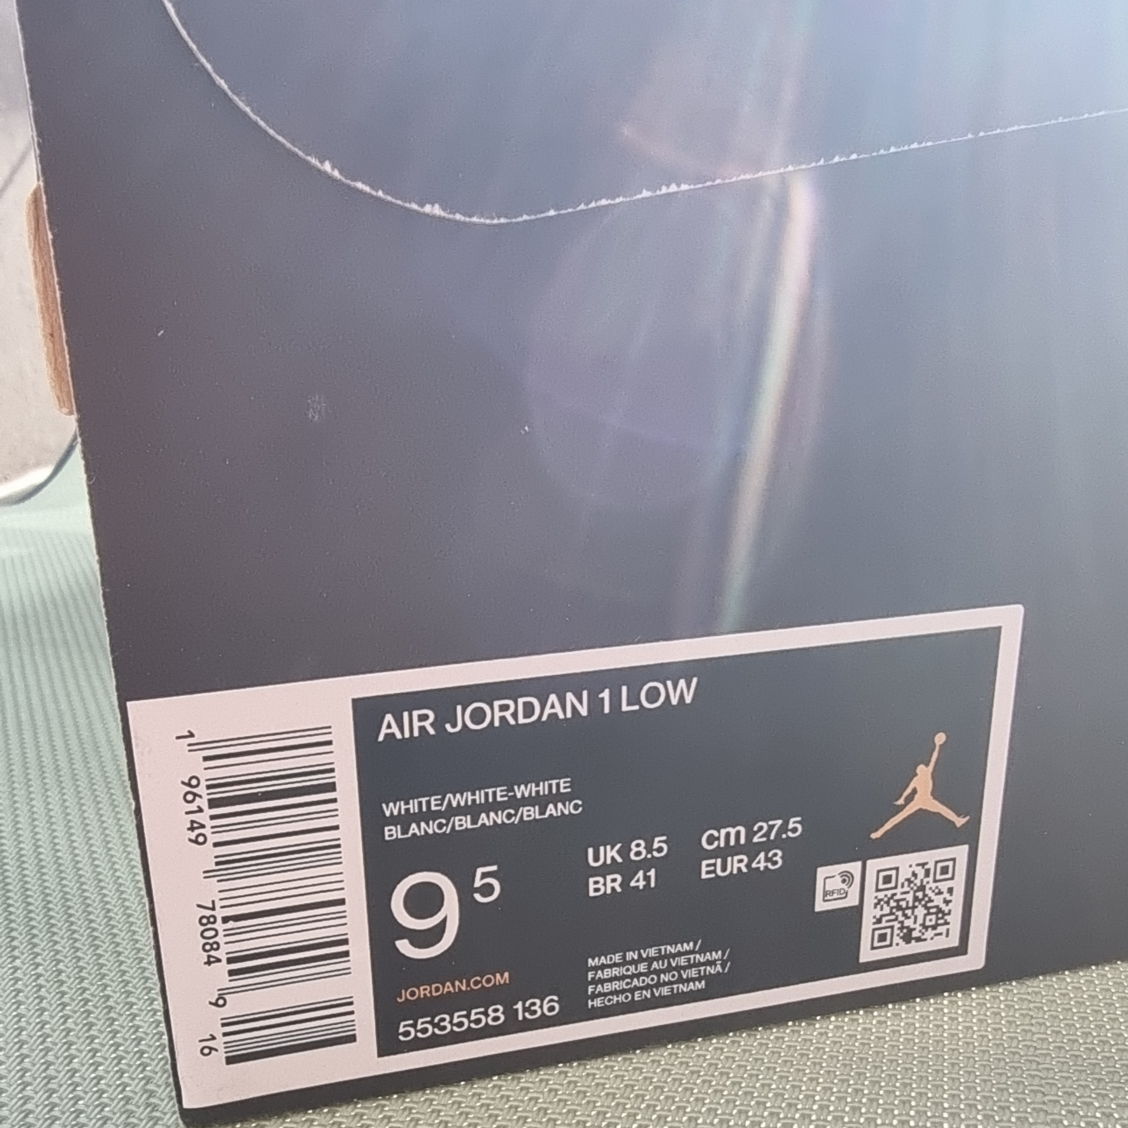 AIR JORDAN 1 LOW
WHITE/WHITE-WHITE
BLANC/BLANC/BLANC
9 5
UK 8.5
cm 27.5
BR 41
EUR 43
RFID
JORDAN.COM
553558 136
MADE IN VIETNAM /
FABRIQUE AU VIETNAM /
FABRICADO NO VIETNÃ /
HECHO EN VIETNAM
1 96149 78084 9 16